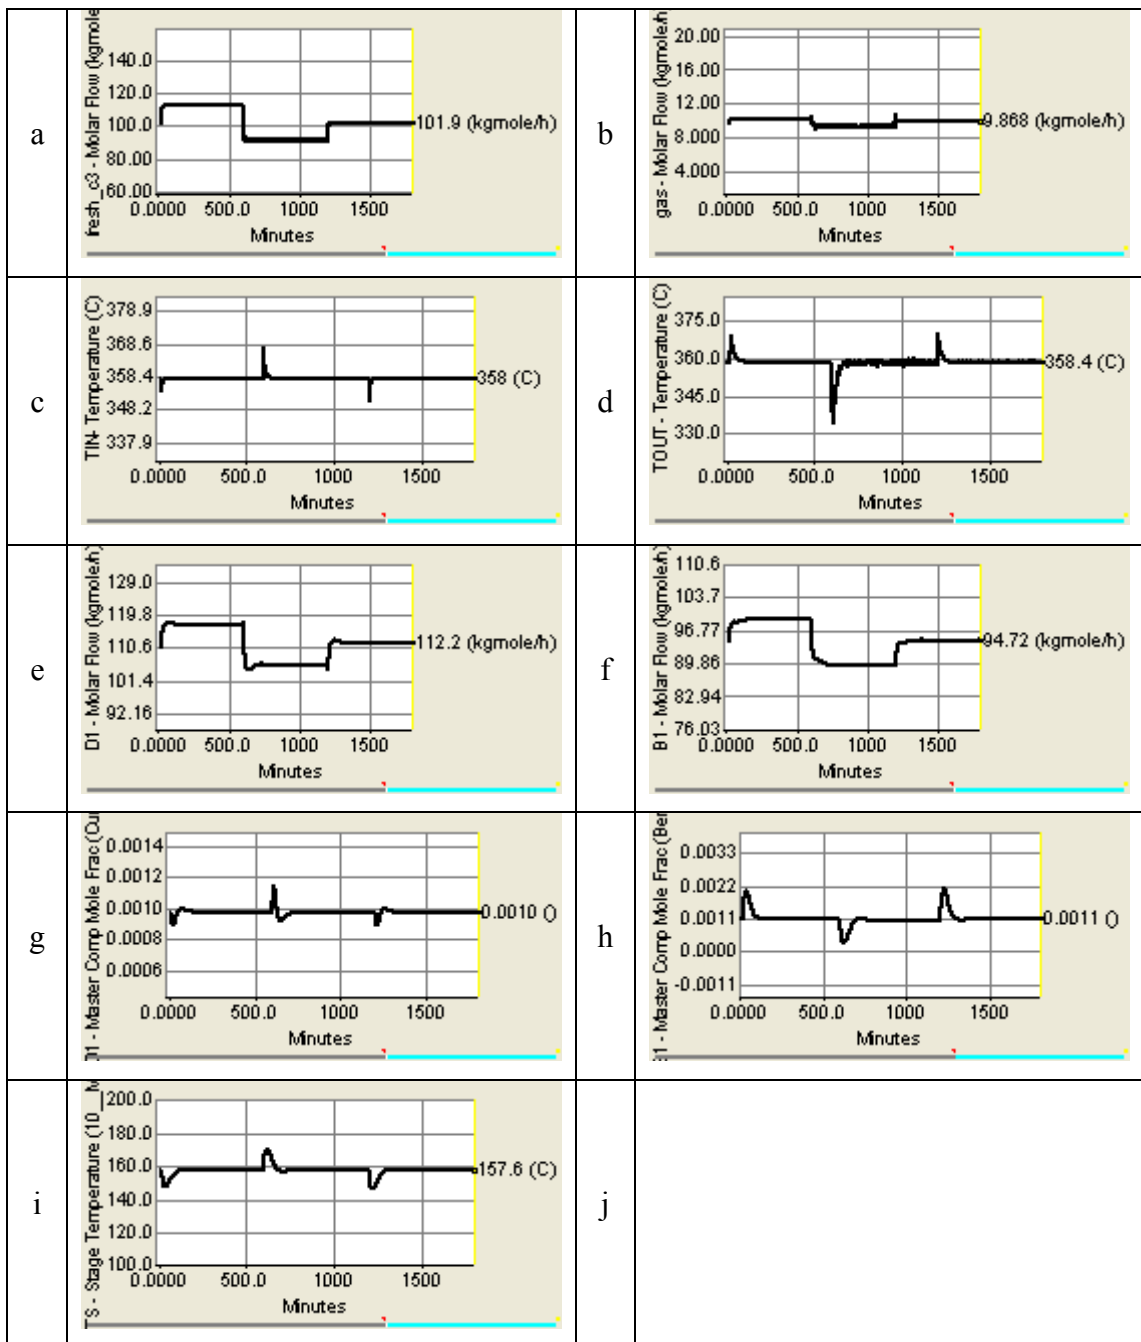 a
fresh_c3 - Molar Flow (kgmole/h)
140.0
120.0
100.0
80.00
60.00
101.9 (kgmole/h)
0.0000 500.0 1000 1500
Minutes
b
gas - Molar Flow (kgmole/h
20.00
16.00
12.00
8.000
4.000
9.868 (kgmole/h)
0.0000 500.0 1000 1500
Minutes
c
TIN- Temperature (C)
378.9
368.6
358.4
348.2
337.9
358 (C)
0.0000 500.0 1000 1500
Minutes
d
TOUT - Temperature (C)
375.0
360.0
345.0
330.0
358.4 (C)
0.0000 500.0 1000 1500
Minutes
e
D1 - Molar Flow (kgmole/h)
129.0
119.8
110.6
101.4
92.16
112.2 (kgmole/h)
0.0000 500.0 1000 1500
Minutes
f
B1 - Molar Flow (kgmole/h)
110.6
103.7
96.77
89.86
82.94
76.03
94.72 (kgmole/h)
0.0000 500.0 1000 1500
Minutes
g
- Master Comp Mole Frac (Cu
0.0014
0.0012
0.0010
0.0008
0.0006
0.0010 ()
0.0000 500.0 1000 1500
Minutes
h
- Master Comp Mole Frac (Ber
0.0033
0.0022
0.0011
0.0000
-0.0011
0.0011 ()
0.0000 500.0 1000 1500
Minutes
i
TS - Stage Temperature (10__
200.0
180.0
160.0
140.0
120.0
100.0
157.6 (C)
0.0000 500.0 1000 1500
Minutes
j